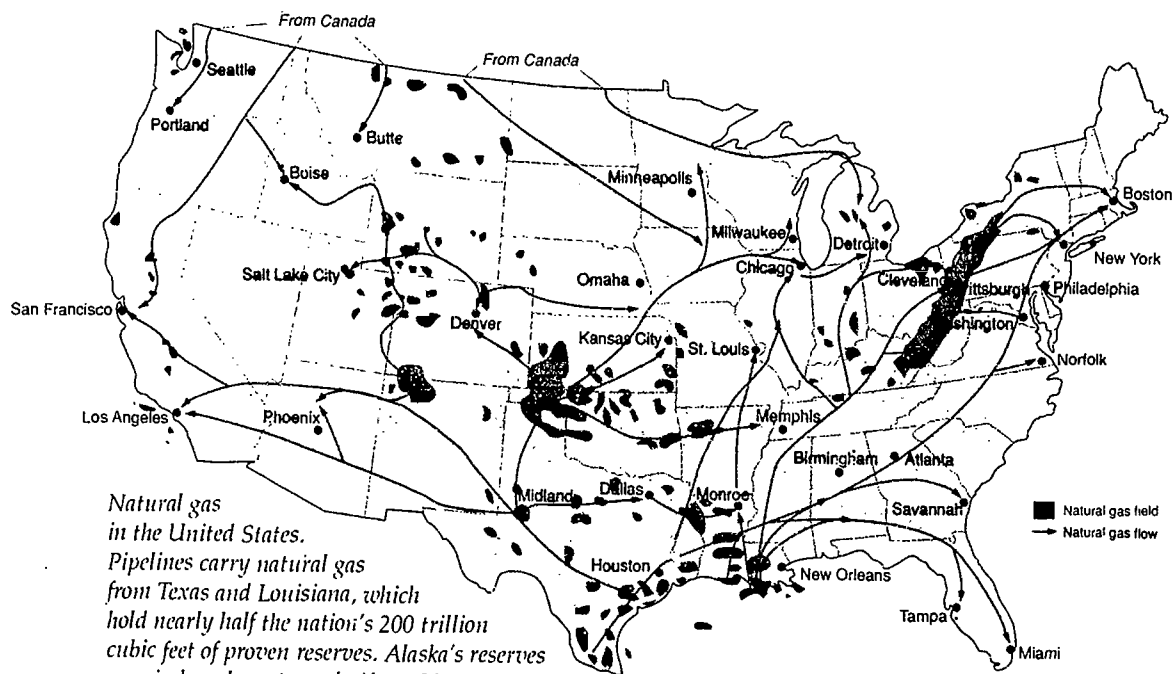 From Canada
From Canada
Seattle
Portland
Butte
Boise
Minneapolis
Boston
Milwaukee
Detroit
New York
Salt Lake City
Omaha
Chicago
Cleveland
Pittsburgh
Philadelphia
San Francisco
Denver
Kansas City
St. Louis
Washington
Norfolk
Los Angeles
Phoenix
Memphis
Birmingham
Atlanta
Midland
Dallas
Monroe
Savannah
Natural gas field
Natural gas flow
Houston
New Orleans
Tampa
Miami
Natural gas
in the United States.
Pipelines carry natural gas
from Texas and Louisiana, which
hold nearly half the nation's 200 trillion
cubic feet of proven reserves. Alaska's reserves